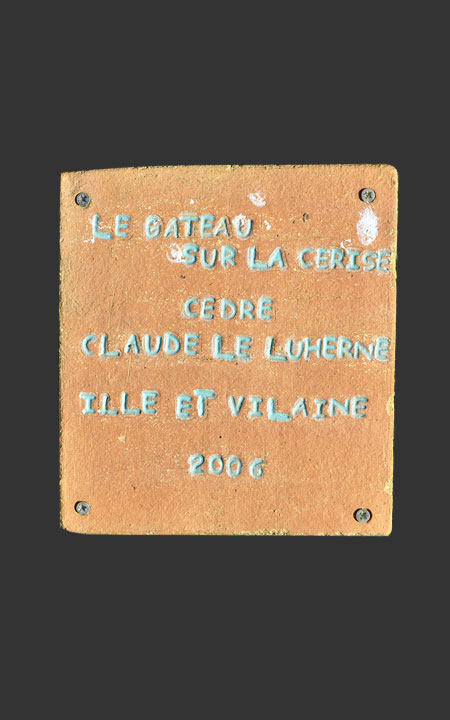 LE GATEAU
SUR LA CERISE
CEDRE
CLAUDE LE LUHERNE
ILLE ET VILAINE
2006